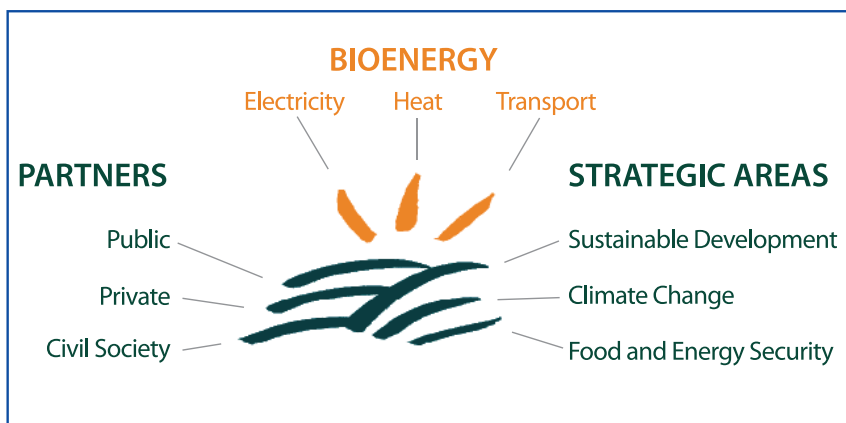 BIOENERGY
Electricity Heat Transport
PARTNERS
Public
Private
Civil Society
STRATEGIC AREAS
Sustainable Development
Climate Change
Food and Energy Security